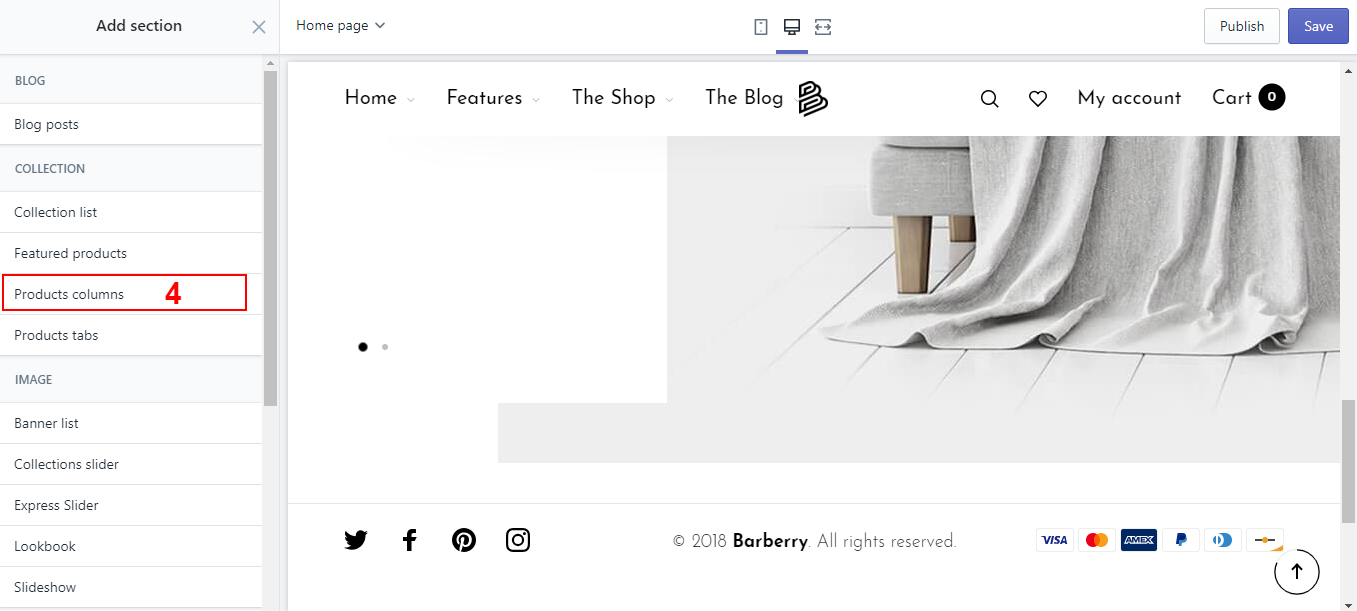 Add section
Home page
Publish
Save
BLOG
Blog posts
COLLECTION
Collection list
Featured products
Products columns 4
Products tabs
IMAGE
Banner list
Collections slider
Express Slider
Lookbook
Slideshow
Home Features The Shop The Blog My account Cart 0
© 2018 Barberry. All rights reserved.
VISA AMEX